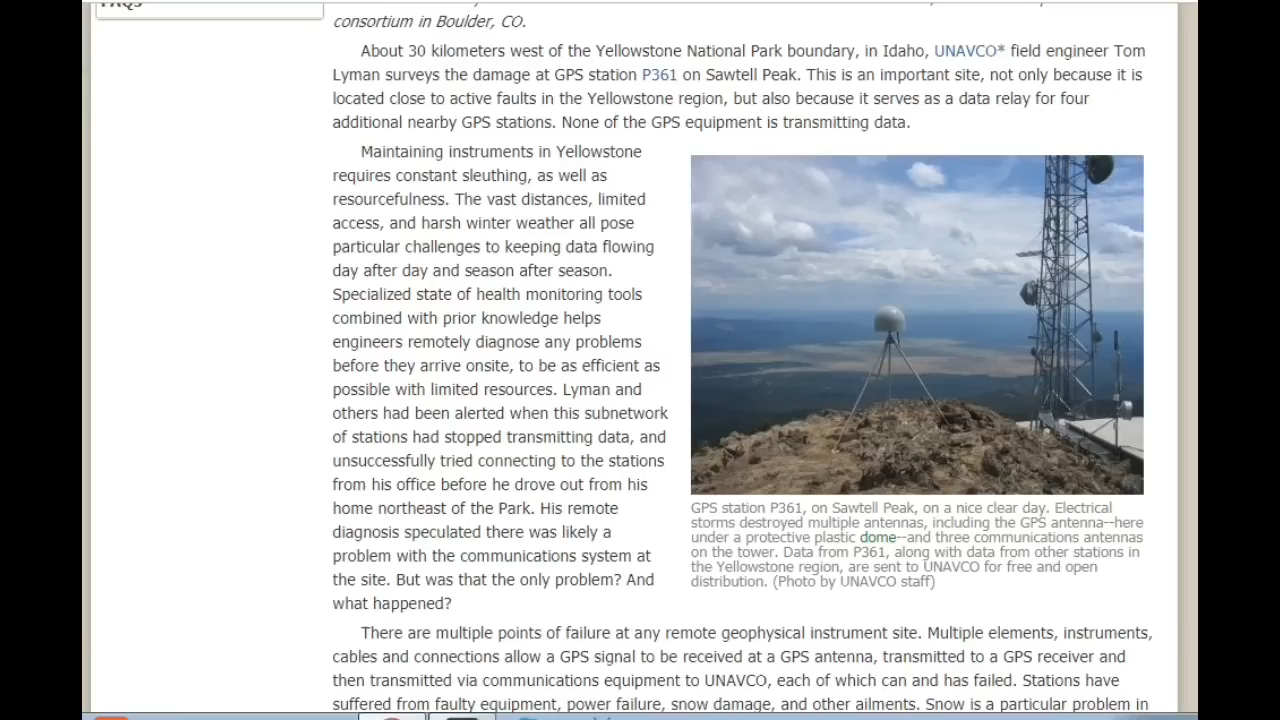 FAQs
consortium in Boulder, CO.
About 30 kilometers west of the Yellowstone National Park boundary, in Idaho, UNAVCO* field engineer Tom
Lyman surveys the damage at GPS station P361 on Sawtell Peak. This is an important site, not only because it is
located close to active faults in the Yellowstone region, but also because it serves as a data relay for four
additional nearby GPS stations. None of the GPS equipment is transmitting data.
Maintaining instruments in Yellowstone
requires constant sleuthing, as well as
resourcefulness. The vast distances, limited
access, and harsh winter weather all pose
particular challenges to keeping data flowing
day after day and season after season.
Specialized state of health monitoring tools
combined with prior knowledge helps
engineers remotely diagnose any problems
before they arrive onsite, to be as efficient as
possible with limited resources. Lyman and
others had been alerted when this subnetwork
of stations had stopped transmitting data, and
unsuccessfully tried connecting to the stations
from his office before he drove out from his
home northeast of the Park. His remote
diagnosis speculated there was likely a
problem with the communications system at
the site. But was that the only problem? And
what happened?
GPS station P361, on Sawtell Peak, on a nice clear day. Electrical
storms destroyed multiple antennas, including the GPS antenna--here
under a protective plastic dome--and three communications antennas
on the tower. Data from P361, along with data from other stations in
the Yellowstone region, are sent to UNAVCO for free and open
distribution. (Photo by UNAVCO staff)
There are multiple points of failure at any remote geophysical instrument site. Multiple elements, instruments,
cables and connections allow a GPS signal to be received at a GPS antenna, transmitted to a GPS receiver and
then transmitted via communications equipment to UNAVCO, each of which can and has failed. Stations have
suffered from faulty equipment, power failure, snow damage, and other ailments. Snow is a particular problem in